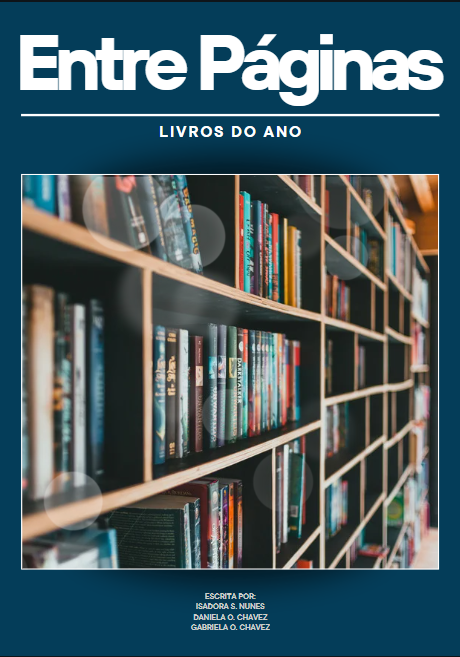 Entre Páginas
LIVROS DO ANO
ESCRITA POR:
ISADORA S. NUNES
DANIELA O. CHAVEZ
GABRIELA O. CHAVEZ